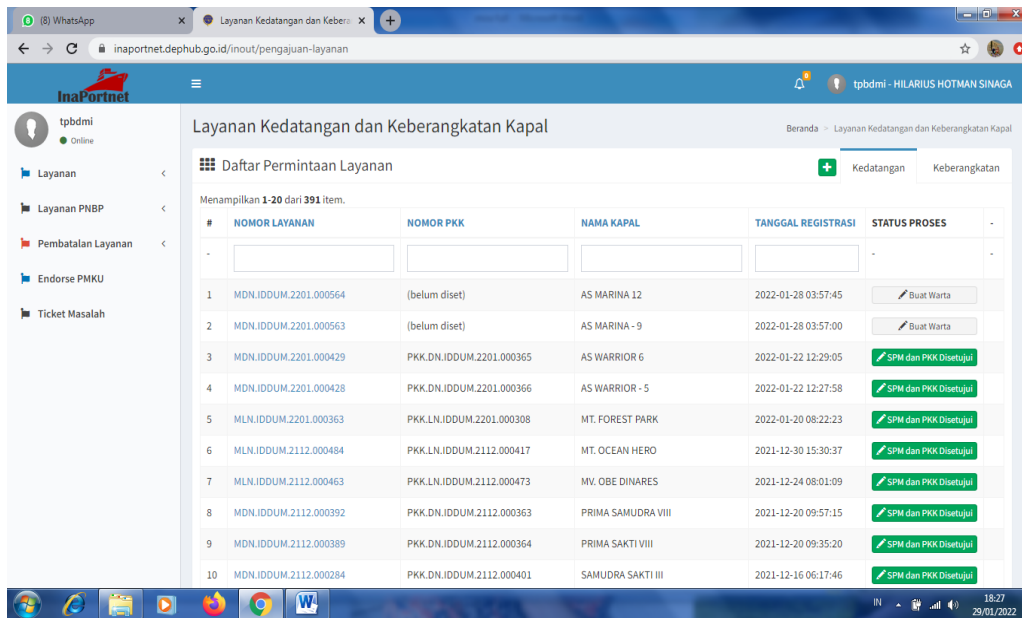 (8) WhatsApp
Layanan Kedatangan dan Kebera
inaportnet.dephub.go.id/inout/pengajuan-layanan
InaPortnet
tpbdmi - HILARIUS HOTMAN SINAGA
tpbdmi
Online
Layanan
Layanan PNBP
Pembatalan Layanan
Endorse PMKU
Ticket Masalah
Layanan Kedatangan dan Keberangkatan Kapal
Beranda > Layanan Kedatangan dan Keberangkatan Kapal
Daftar Permintaan Layanan
Kedatangan Keberangkatan
Menampilkan 1-20 dari 391 item.
# NOMOR LAYANAN NOMOR PKK NAMA KAPAL TANGGAL REGISTRASI STATUS PROSES -
- - -
1 MDN.IDDUM.2201.000564 (belum diset) AS MARINA 12 2022-01-28 03:57:45 Buat Warta
2 MDN.IDDUM.2201.000563 (belum diset) AS MARINA - 9 2022-01-28 03:57:00 Buat Warta
3 MDN.IDDUM.2201.000429 PKK.DN.IDDUM.2201.000365 AS WARRIOR 6 2022-01-22 12:29:05 SPM dan PKK Disetujui
4 MDN.IDDUM.2201.000428 PKK.DN.IDDUM.2201.000366 AS WARRIOR - 5 2022-01-22 12:27:58 SPM dan PKK Disetujui
5 MLN.IDDUM.2201.000363 PKK.LN.IDDUM.2201.000308 MT. FOREST PARK 2022-01-20 08:22:23 SPM dan PKK Disetujui
6 MLN.IDDUM.2112.000484 PKK.LN.IDDUM.2112.000417 MT. OCEAN HERO 2021-12-30 15:30:37 SPM dan PKK Disetujui
7 MLN.IDDUM.2112.000463 PKK.LN.IDDUM.2112.000473 MV. OBE DINARES 2021-12-24 08:01:09 SPM dan PKK Disetujui
8 MDN.IDDUM.2112.000392 PKK.DN.IDDUM.2112.000363 PRIMA SAMUDRA VIII 2021-12-20 09:57:15 SPM dan PKK Disetujui
9 MDN.IDDUM.2112.000389 PKK.DN.IDDUM.2112.000364 PRIMA SAKTI VIII 2021-12-20 09:35:20 SPM dan PKK Disetujui
10 MDN.IDDUM.2112.000284 PKK.DN.IDDUM.2112.000401 SAMUDRA SAKTI III 2021-12-16 06:17:46 SPM dan PKK Disetujui
IN
18:27
29/01/2022